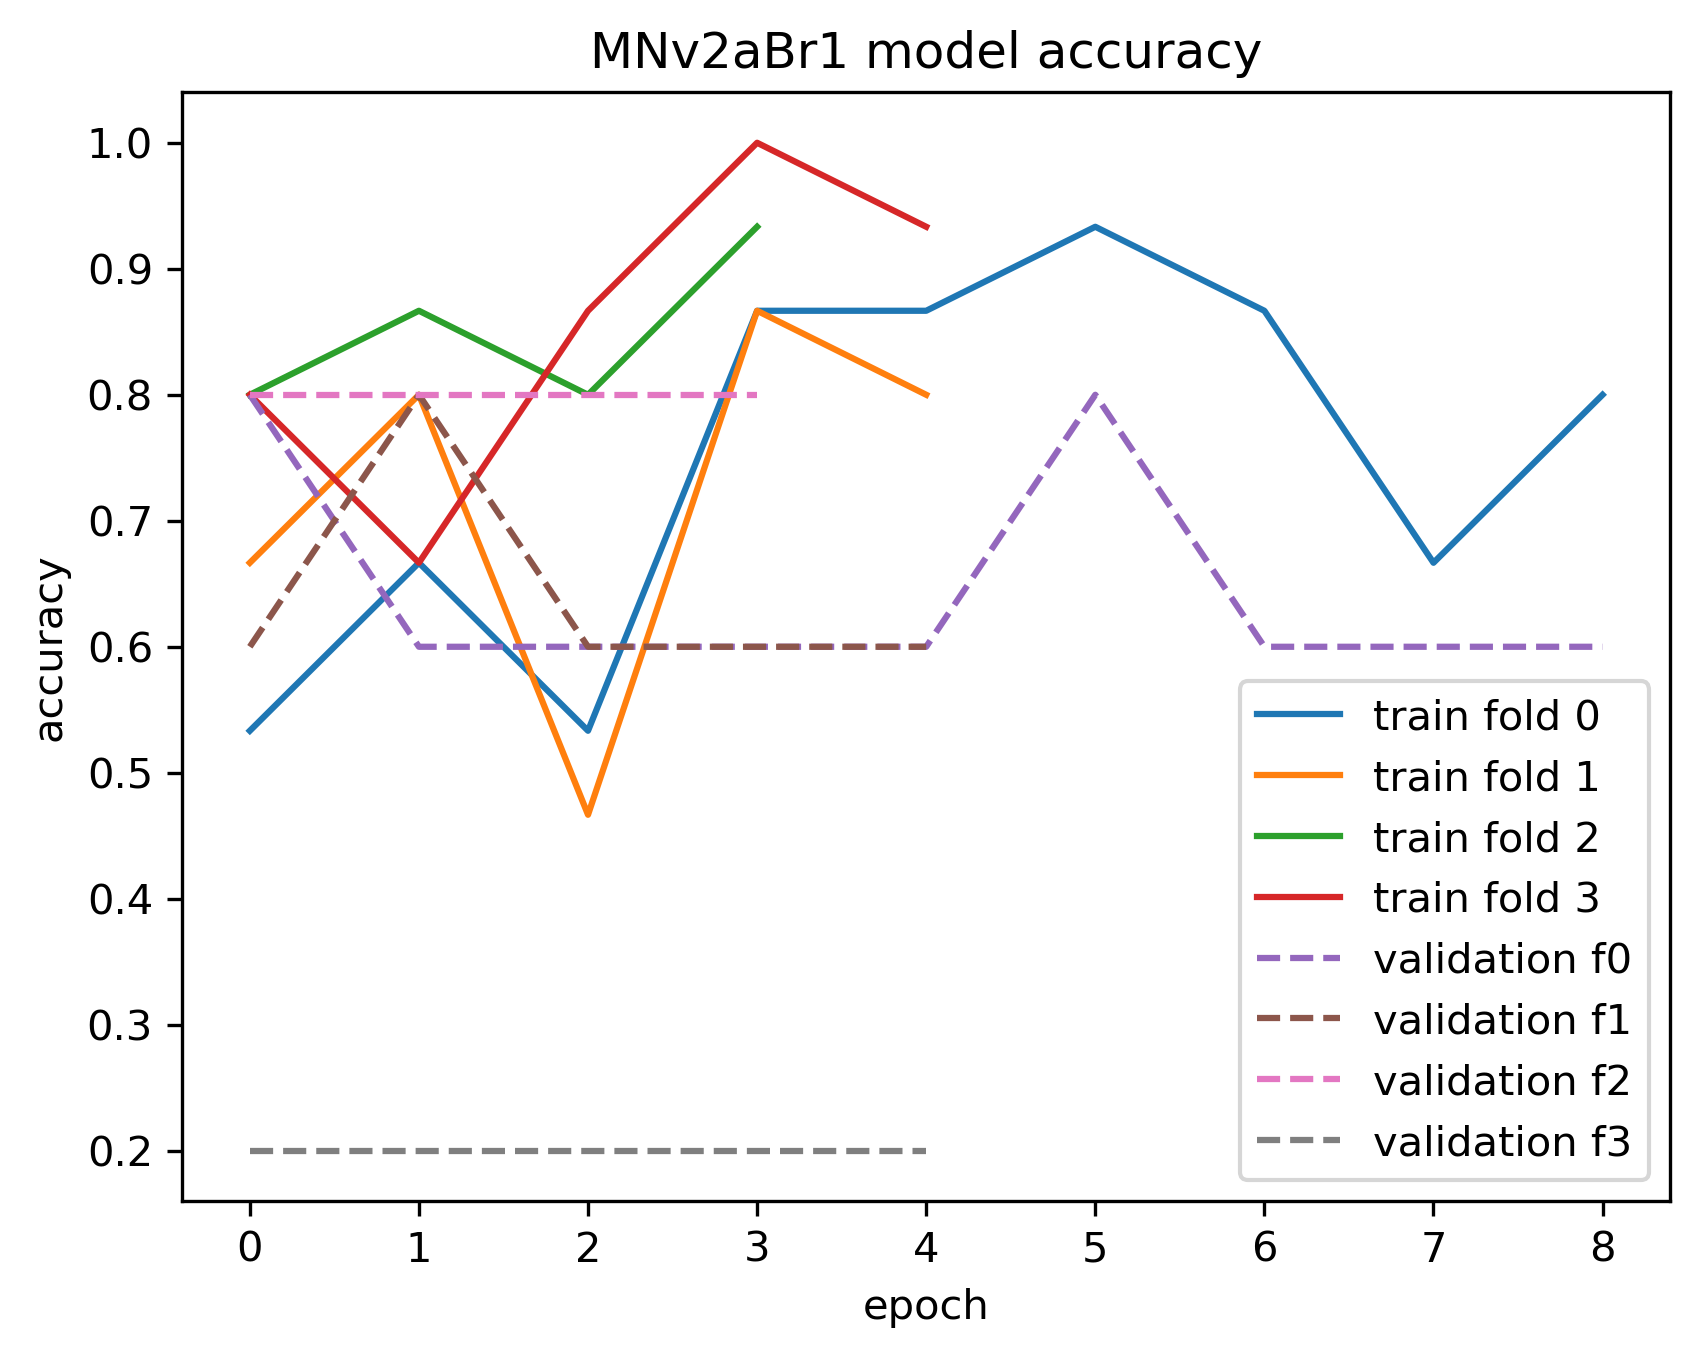 MNv2aBr1 model accuracy
1.0
0.9
0.8
0.7
0.6
0.5
0.4
0.3
0.2
accuracy
train fold 0
train fold 1
train fold 2
train fold 3
validation f0
validation f1
validation f2
validation f3
0 1 2 3 4 5 6 7 8
epoch